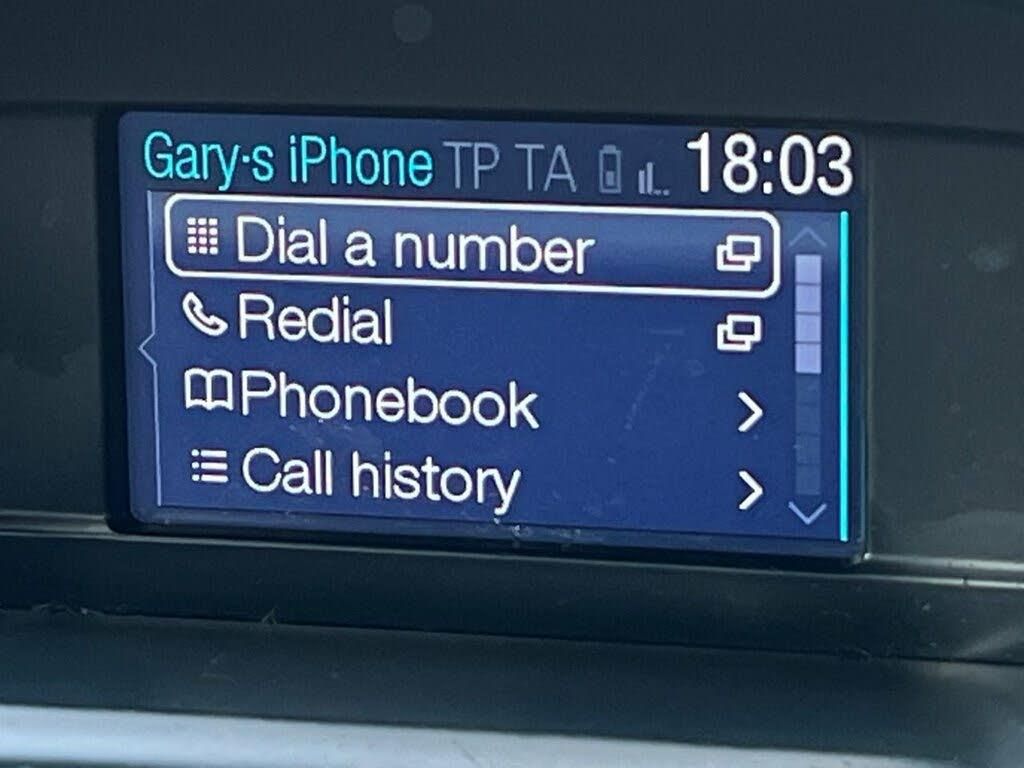 Gary·s iPhone TP TA 18:03
Dial a number
Redial
Phonebook
Call history